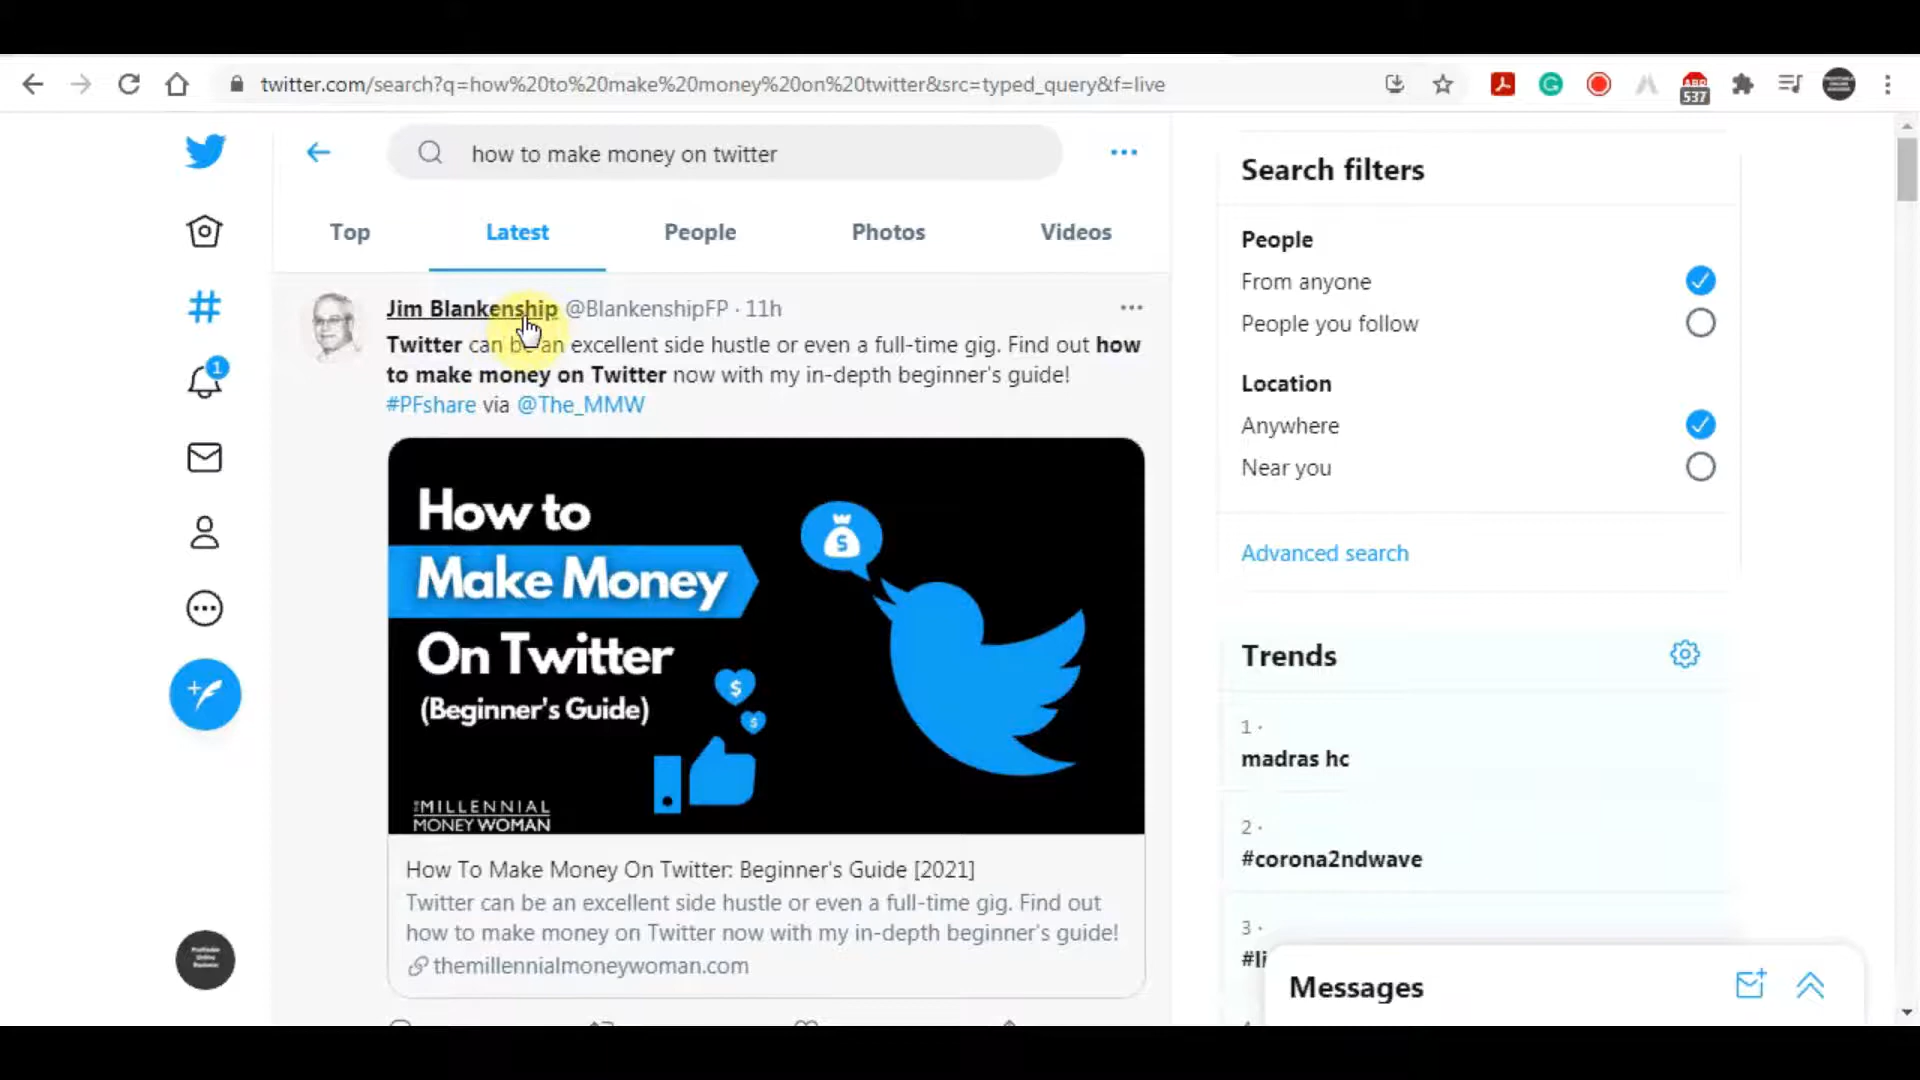 twitter.com/search?q=how%20to%20make%20money%20on%20twitter&src=typed_query&f=live
ABP
537
how to make money on twitter
Top
Latest
People
Photos
Videos
Jim Blankenship @BlankenshipFP · 11h
Twitter can be an excellent side hustle or even a full-time gig. Find out how
to make money on Twitter now with my in-depth beginner's guide!
#PFshare via @The_MMW
How to
Make Money
On Twitter
(Beginner's Guide)
$
$
$
THE MILLENNIAL
MONEY WOMAN
How To Make Money On Twitter: Beginner's Guide [2021]
Twitter can be an excellent side hustle or even a full-time gig. Find out
how to make money on Twitter now with my in-depth beginner's guide!
themillennialmoneywoman.com
1
Search filters
People
From anyone
People you follow
Location
Anywhere
Near you
Advanced search
Trends
1 ·
madras hc
2 ·
#corona2ndwave
3 ·
#li
Messages